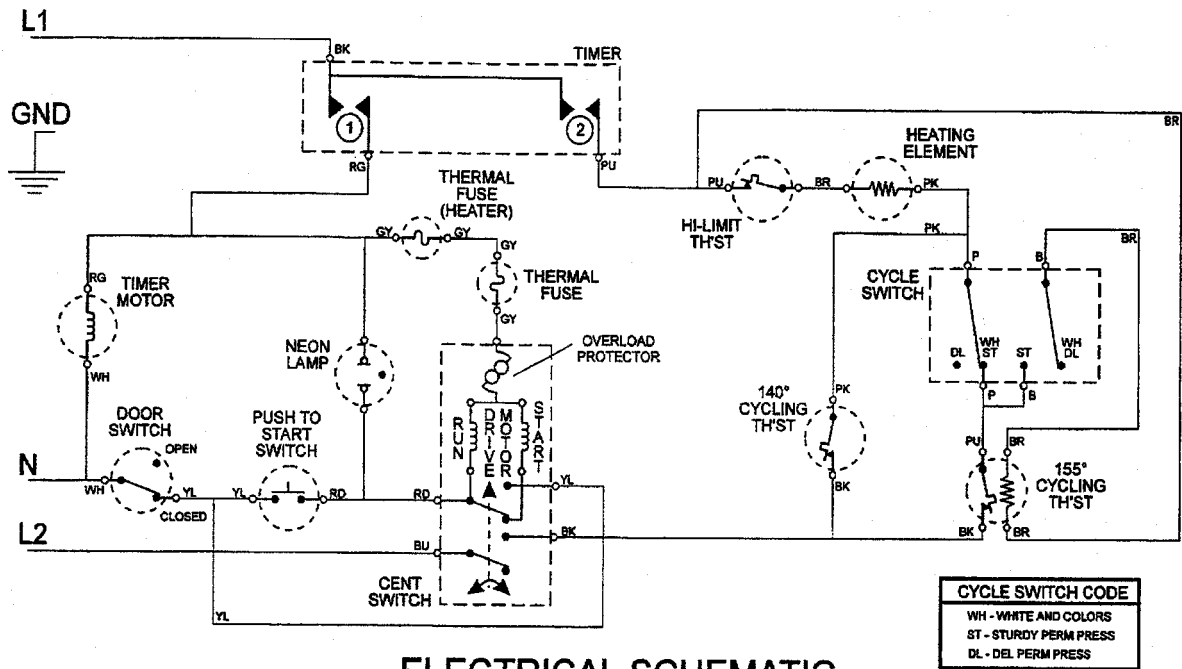 L1
BK
TIMER
GND
1
2
RG
PU
BR
HEATING
ELEMENT
THERMAL
FUSE
(HEATER)
PU
BR
PK
HI-LIMIT
TH'ST
GY
GY
GY
PK
BR
RG
TIMER
MOTOR
THERMAL
FUSE
P
B
CYCLE
SWITCH
GY
NEON
LAMP
OVERLOAD
PROTECTOR
WH
DL
ST
ST
WH
DL
WH
P
B
DOOR
SWITCH
OPEN
PUSH TO
START
SWITCH
RUN
DRIVE
MOTOR
START
140°
CYCLING
TH'ST
PK
PU
BR
N
WH
YL
CLOSED
YL
RD
RD
YL
BK
155°
CYCLING
TH'ST
L2
BU
BK
BK
BR
CENT
SWITCH
YL
CYCLE SWITCH CODE
WH - WHITE AND COLORS
ST - STURDY PERM PRESS
DL - DEL PERM PRESS
ELECTRICAL SCHEMATIC